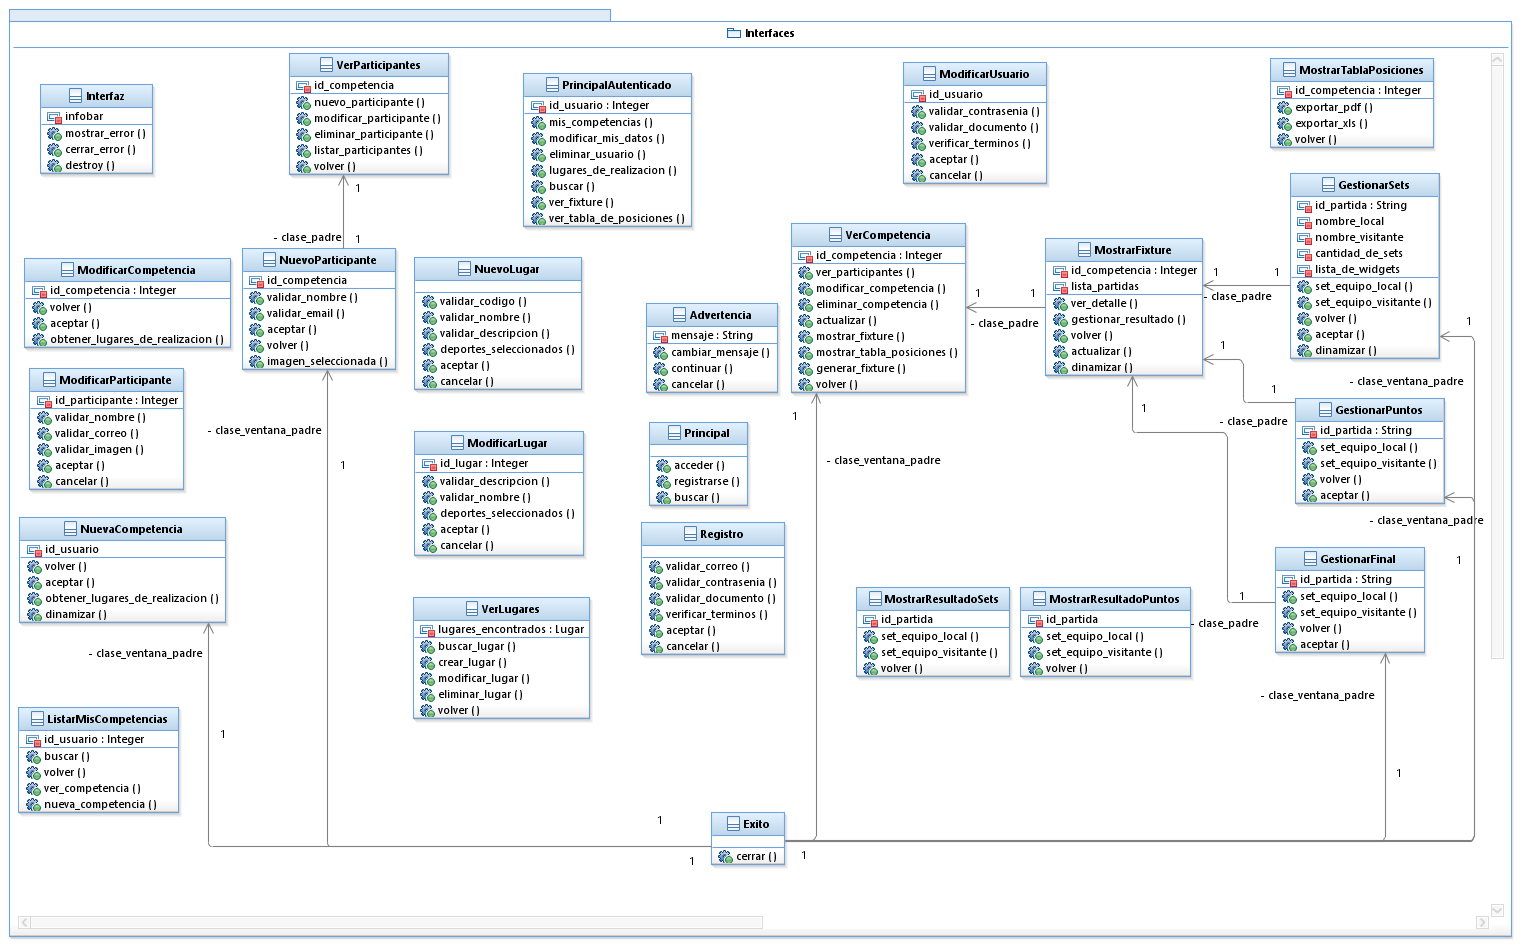 Interfaces
Interfaz
infobar
mostrar_error ( )
cerrar_error ( )
destroy ( )
VerParticipantes
id_competencia
nuevo_participante ( )
modificar_participante ( )
eliminar_participante ( )
listar_participantes ( )
volver ( )
1
- clase_padre
1
PrincipalAutenticado
id_usuario : Integer
mis_competencias ( )
modificar_mis_datos ( )
eliminar_usuario ( )
lugares_de_realizacion ( )
buscar ( )
ver_fixture ( )
ver_tabla_de_posiciones ( )
ModificarUsuario
id_usuario
validar_contrasenia ( )
validar_documento ( )
verificar_terminos ( )
aceptar ( )
cancelar ( )
MostrarTablaPosiciones
id_competencia : Integer
exportar_pdf ( )
exportar_xls ( )
volver ( )
ModificarCompetencia
id_competencia : Integer
volver ( )
aceptar ( )
obtener_lugares_de_realizacion ( )
NuevoParticipante
id_competencia
validar_nombre ( )
validar_email ( )
aceptar ( )
volver ( )
imagen_seleccionada ( )
NuevoLugar
validar_codigo ( )
validar_nombre ( )
validar_descripcion ( )
deportes_seleccionados ( )
aceptar ( )
cancelar ( )
Advertencia
mensaje : String
cambiar_mensaje ( )
continuar ( )
cancelar ( )
VerCompetencia
id_competencia : Integer
ver_participantes ( )
modificar_competencia ( )
eliminar_competencia ( )
actualizar ( )
mostrar_fixture ( )
mostrar_tabla_posiciones ( )
generar_fixture ( )
volver ( )
1
1
- clase_padre
MostrarFixture
id_competencia : Integer
lista_partidas
ver_detalle ( )
gestionar_resultado ( )
volver ( )
actualizar ( )
dinamizar ( )
1
1
- clase_padre
GestionarSets
id_partida : String
nombre_local
nombre_visitante
cantidad_de_sets
lista_de_widgets
set_equipo_local ( )
set_equipo_visitante ( )
volver ( )
aceptar ( )
dinamizar ( )
1
- clase_ventana_padre
ModificarParticipante
id_participante : Integer
validar_nombre ( )
validar_correo ( )
validar_imagen ( )
aceptar ( )
cancelar ( )
- clase_ventana_padre
1
ModificarLugar
id_lugar : Integer
validar_descripcion ( )
validar_nombre ( )
deportes_seleccionados ( )
aceptar ( )
cancelar ( )
Principal
acceder ( )
registrarse ( )
buscar ( )
1
- clase_ventana_padre
1
1
1
- clase_padre
GestionarPuntos
id_partida : String
set_equipo_local ( )
set_equipo_visitante ( )
volver ( )
aceptar ( )
- clase_ventana_padre
1
NuevaCompetencia
id_usuario
volver ( )
aceptar ( )
obtener_lugares_de_realizacion ( )
dinamizar ( )
- clase_ventana_padre
1
VerLugares
lugares_encontrados : Lugar
buscar_lugar ( )
crear_lugar ( )
modificar_lugar ( )
eliminar_lugar ( )
volver ( )
Registro
validar_correo ( )
validar_contrasenia ( )
validar_documento ( )
verificar_terminos ( )
aceptar ( )
cancelar ( )
MostrarResultadoSets
id_partida
set_equipo_local ( )
set_equipo_visitante ( )
volver ( )
MostrarResultadoPuntos
id_partida
set_equipo_local ( )
set_equipo_visitante ( )
volver ( )
1
- clase_padre
GestionarFinal
id_partida : String
set_equipo_local ( )
set_equipo_visitante ( )
volver ( )
aceptar ( )
- clase_ventana_padre
1
ListarMisCompetencias
id_usuario : Integer
buscar ( )
volver ( )
ver_competencia ( )
nueva_competencia ( )
1
1
Exito
cerrar ( )
1